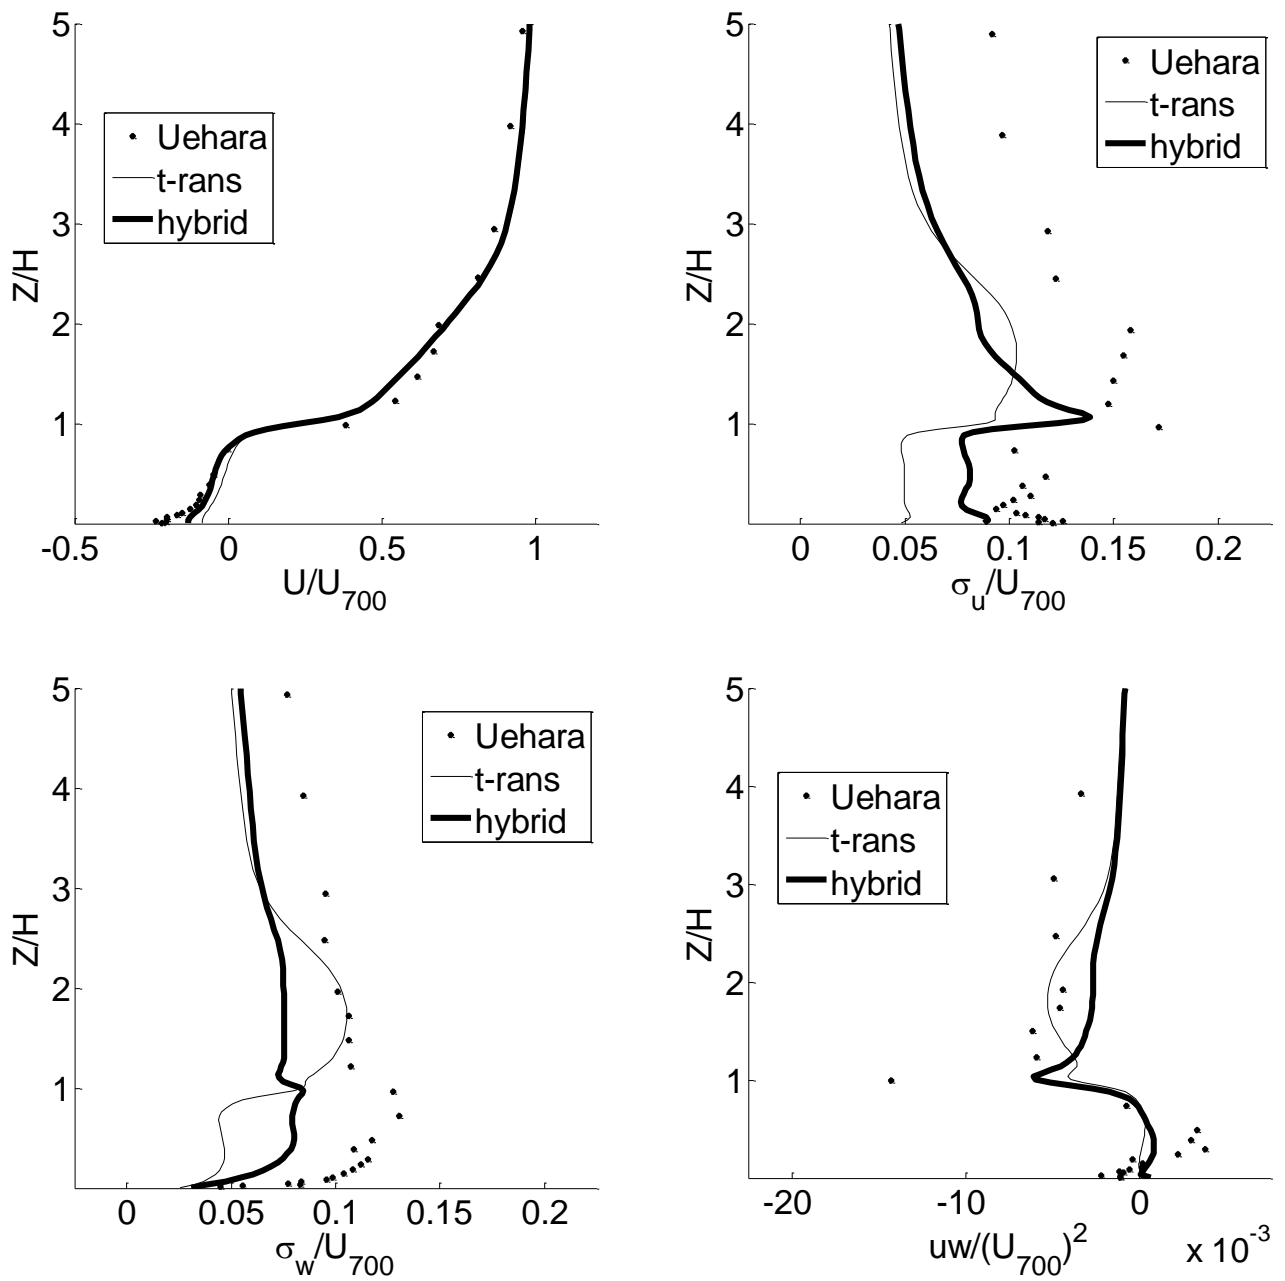 5
4
3
2
1
Z/H
Uehara
t-rans
hybrid
-0.5 0 0.5 1
U/U700
5
4
3
2
1
Z/H
Uehara
t-rans
hybrid
0 0.05 0.1 0.15 0.2
σu/U700
5
4
3
2
1
Z/H
Uehara
t-rans
hybrid
0 0.05 0.1 0.15 0.2
σw/U700
5
4
3
2
1
Z/H
Uehara
t-rans
hybrid
-20 -10 0
uw/(U700)² x 10⁻³